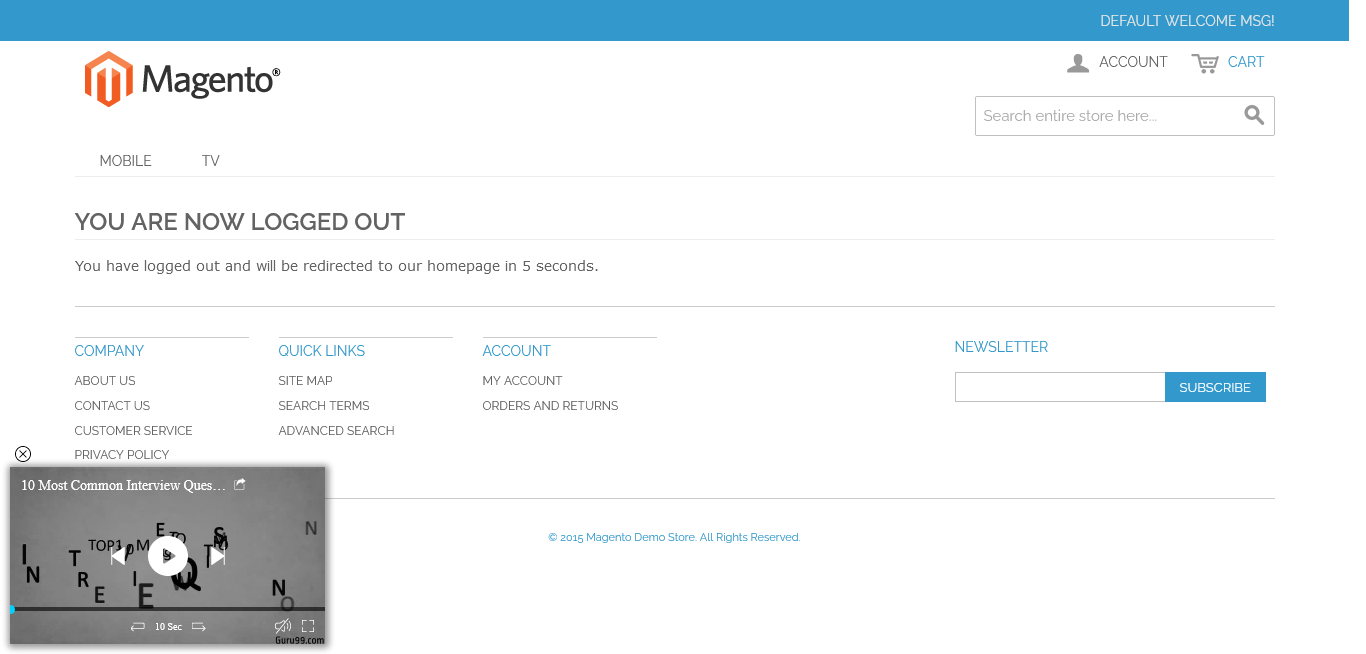 DEFAULT WELCOME MSG!
Magento®
ACCOUNT
CART
Search entire store here...
MOBILE
TV
YOU ARE NOW LOGGED OUT
You have logged out and will be redirected to our homepage in 5 seconds.
COMPANY
ABOUT US
CONTACT US
CUSTOMER SERVICE
PRIVACY POLICY
QUICK LINKS
SITE MAP
SEARCH TERMS
ADVANCED SEARCH
ACCOUNT
MY ACCOUNT
ORDERS AND RETURNS
NEWSLETTER
SUBSCRIBE
10 Most Common Interview Ques...
10 Sec
Guru99.com
© 2015 Magento Demo Store. All Rights Reserved.